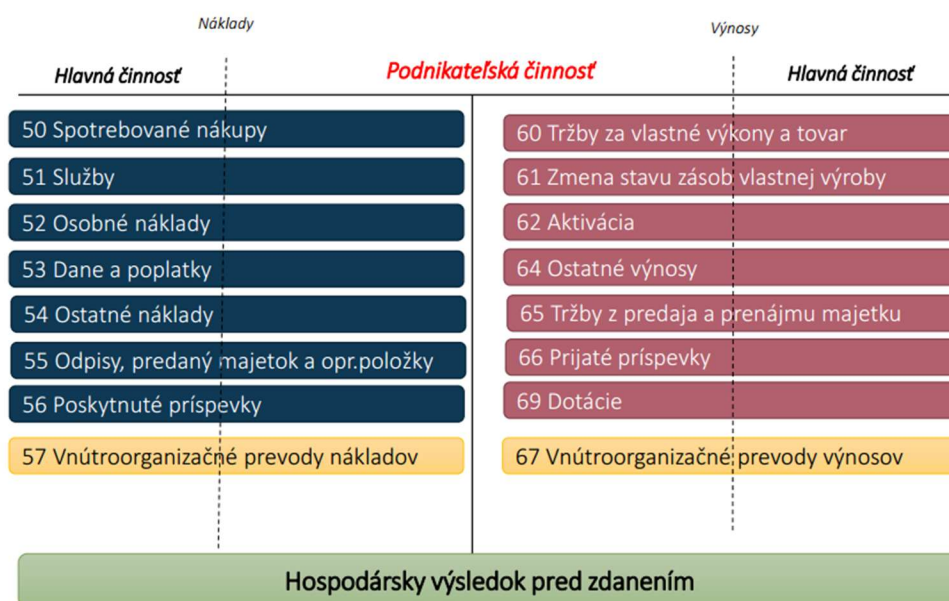 Náklady
Výnosy
Hlavná činnosť
Podnikateľská činnosť
Hlavná činnosť
50 Spotrebované nákupy
51 Služby
52 Osobné náklady
53 Dane a poplatky
54 Ostatné náklady
55 Odpisy, predaný majetok a opr.položky
56 Poskytnuté príspevky
57 Vnútroorganizačné prevody nákladov
60 Tržby za vlastné výkony a tovar
61 Zmena stavu zásob vlastnej výroby
62 Aktivácia
64 Ostatné výnosy
65 Tržby z predaja a prenájmu majetku
66 Prijaté príspevky
69 Dotácie
67 Vnútroorganizačné prevody výnosov
Hospodársky výsledok pred zdanením